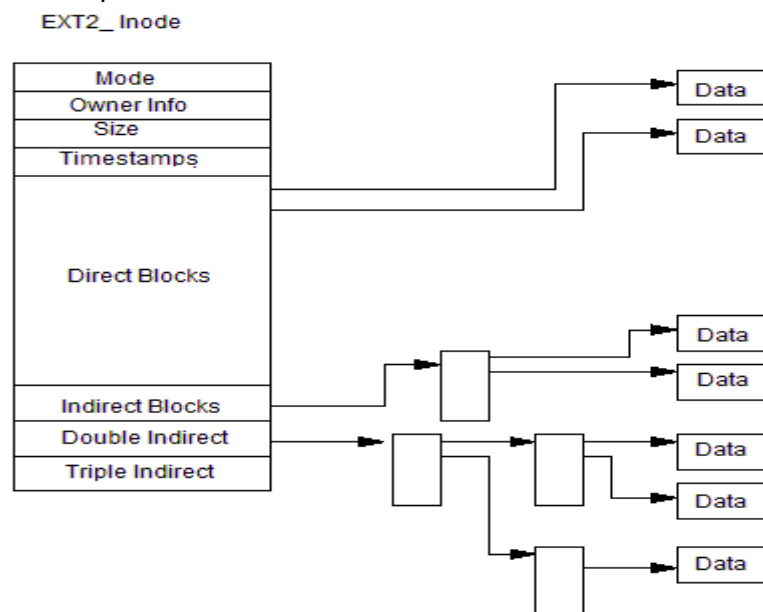 EXT2_ Inode
Mode
Owner Info
Size
Timestamps
Direct Blocks
Indirect Blocks
Double Indirect
Triple Indirect
Data
Data
Data
Data
Data
Data
Data